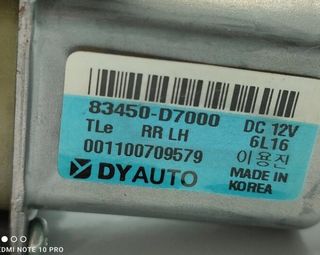 83450-D7000 DC 12V
TLe RR LH 6L16
001100709579 이용진
DYAUTO MADE IN KOREA
REDMI NOTE 10 PRO